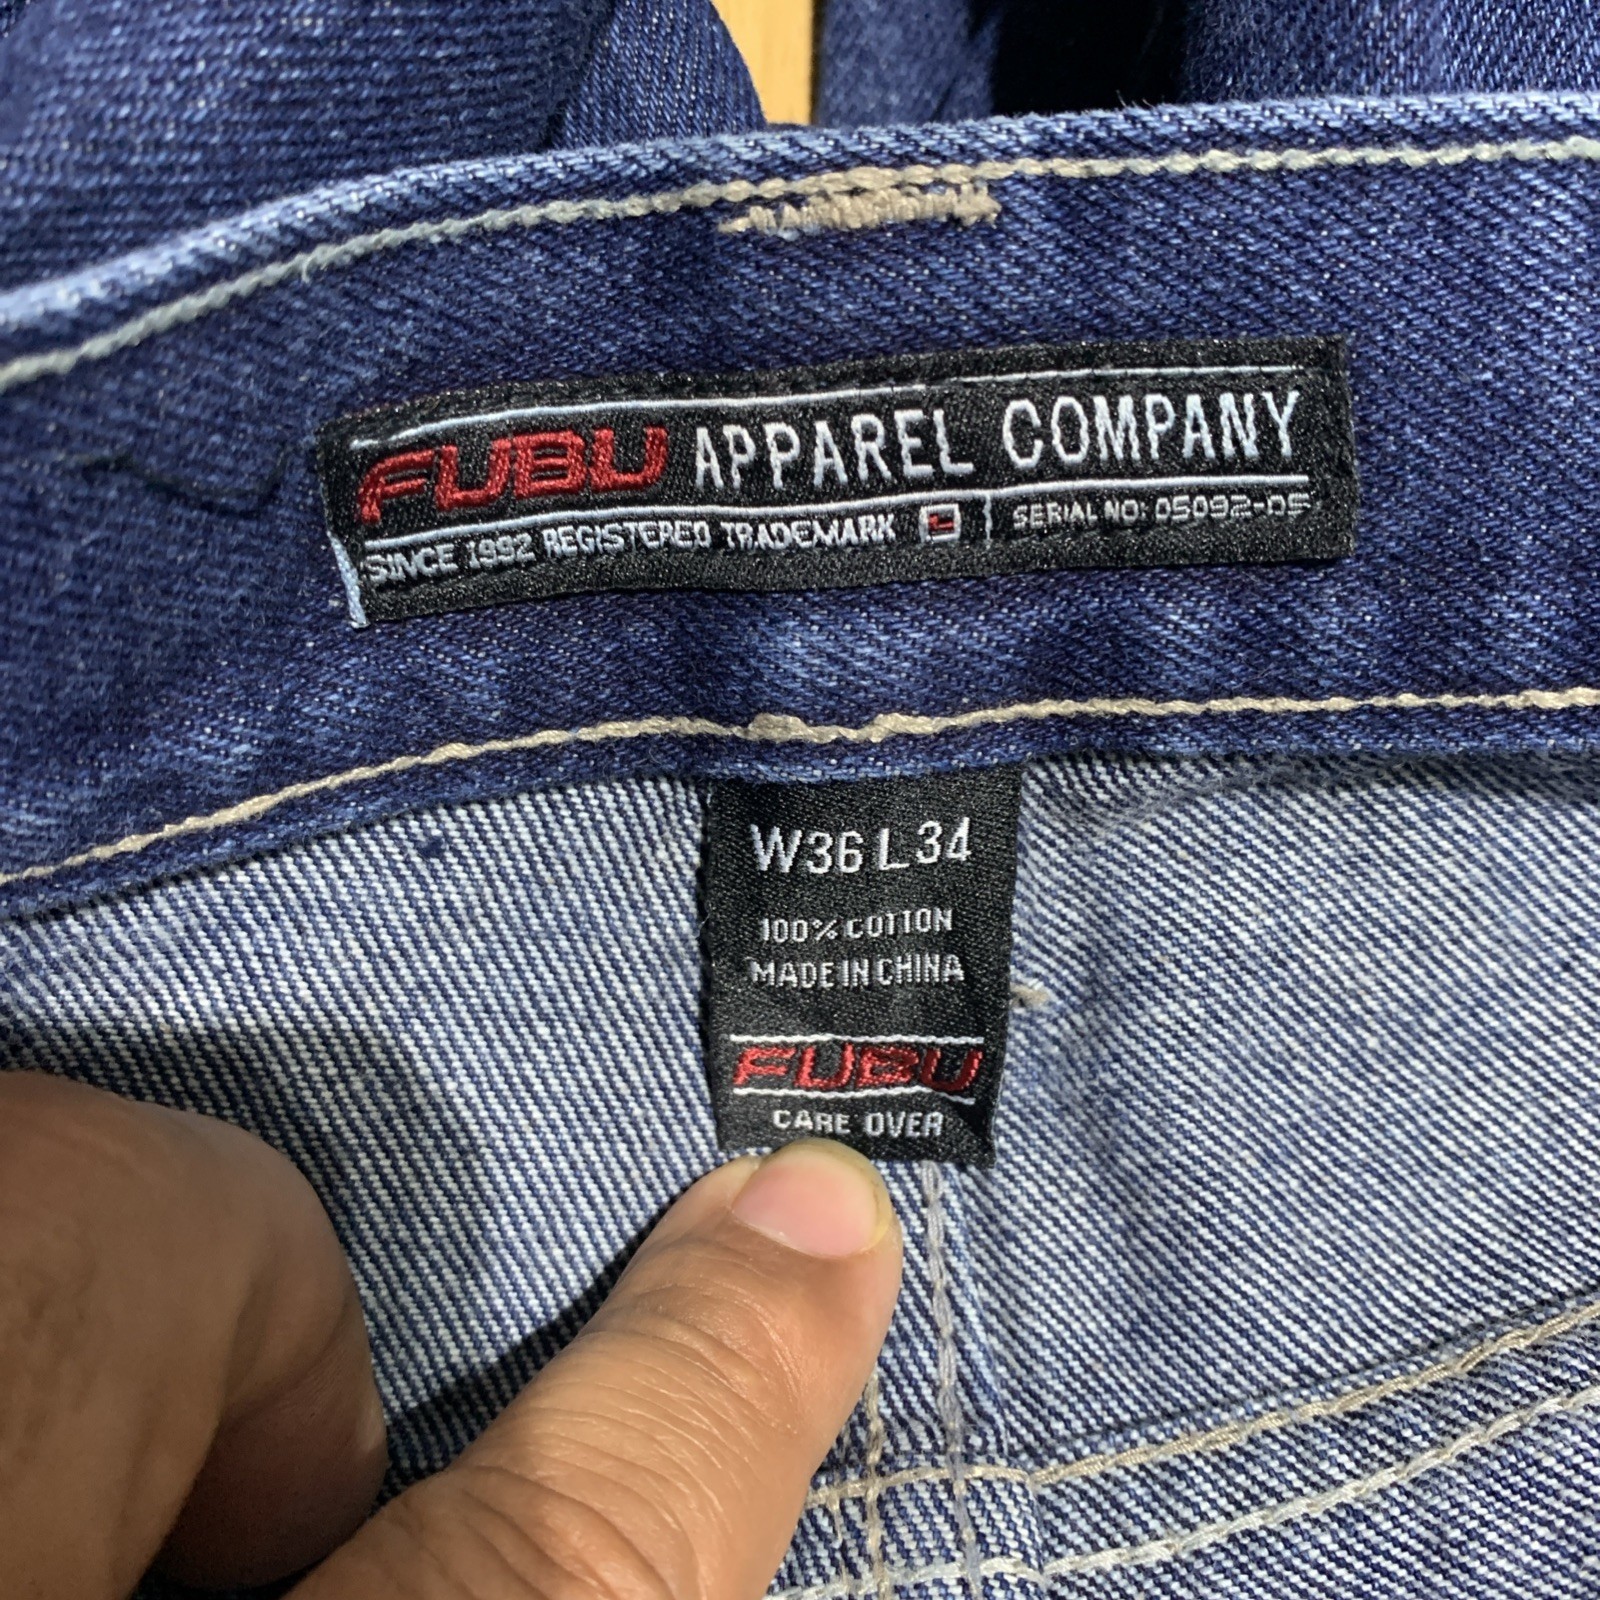 FUBU APPAREL COMPANY
SINCE 1992 REGISTERED TRADEMARK SERIAL NO: 05092-05
W36 L34
100% COTTON
MADE IN CHINA
FUBU
CARE OVER